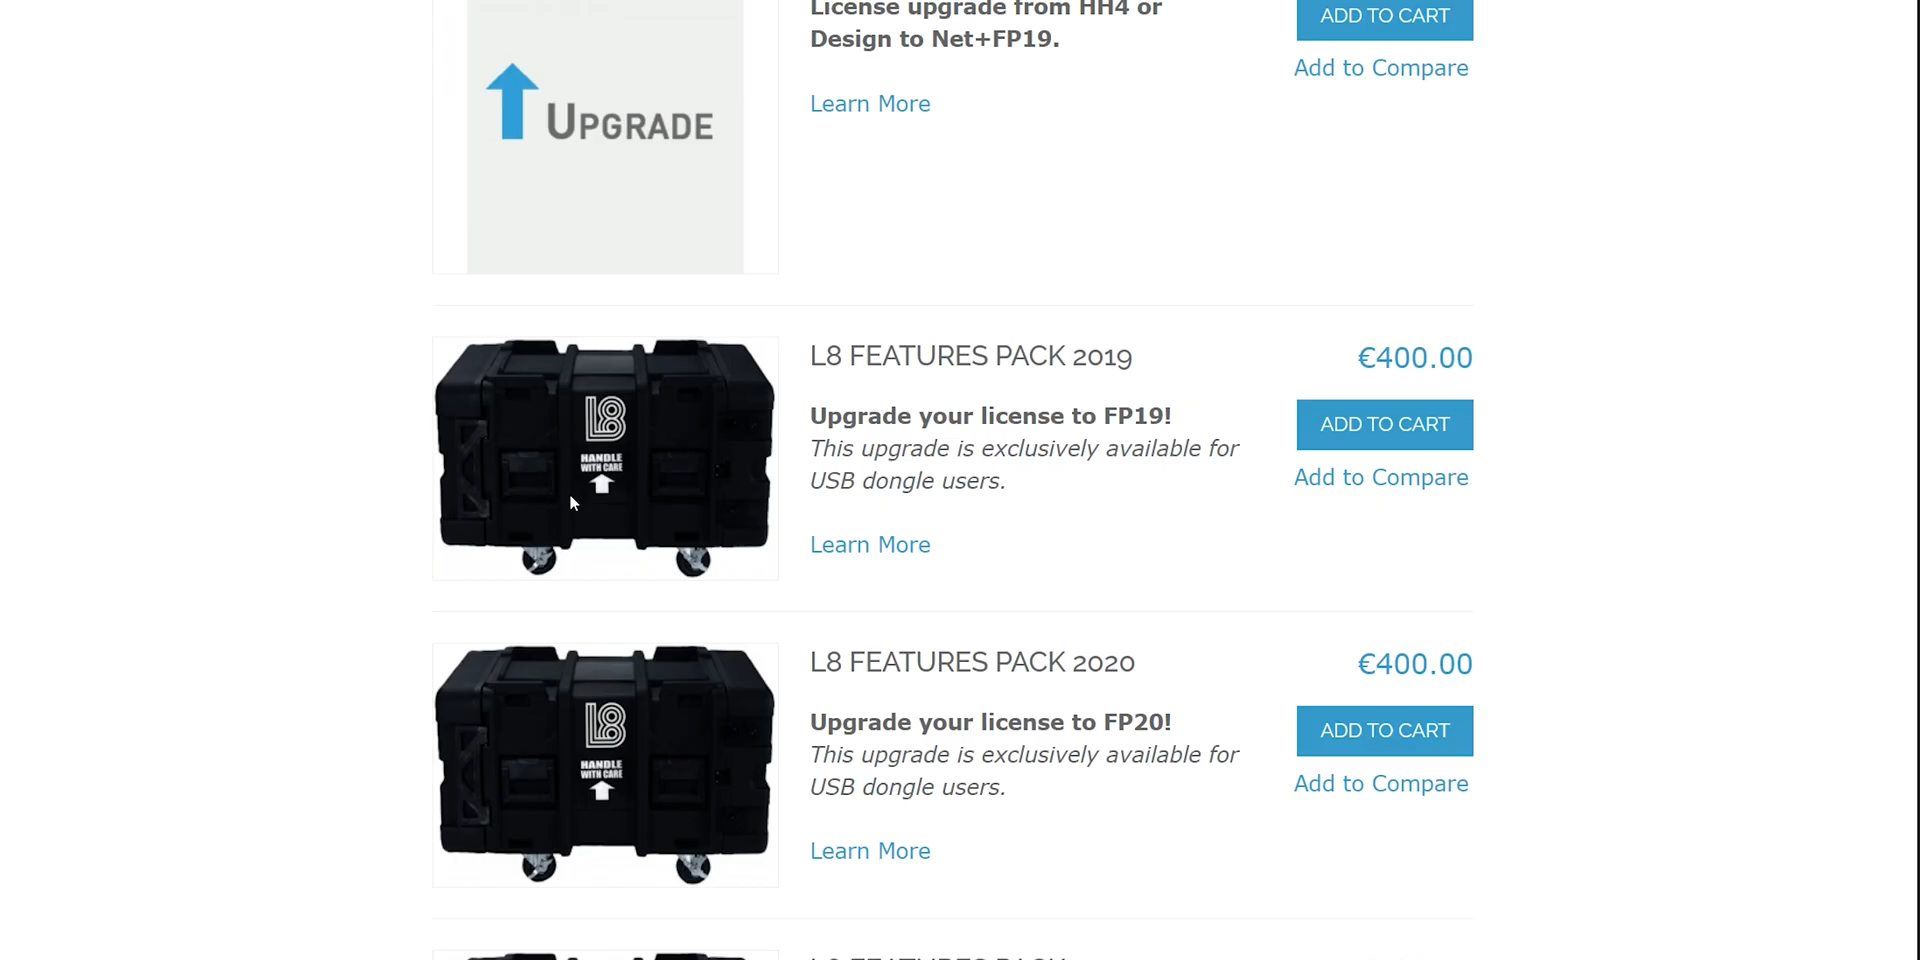 License upgrade from HH4 or
Design to Net+FP19.
ADD TO CART
Add to Compare
Learn More
UPGRADE
L8 FEATURES PACK 2019
€400.00
Upgrade your license to FP19!
This upgrade is exclusively available for
USB dongle users.
ADD TO CART
Add to Compare
Learn More
L8
HANDLE
WITH CARE
L8 FEATURES PACK 2020
€400.00
Upgrade your license to FP20!
This upgrade is exclusively available for
USB dongle users.
ADD TO CART
Add to Compare
Learn More
L8
HANDLE
WITH CARE
L8 FEATURES PACK